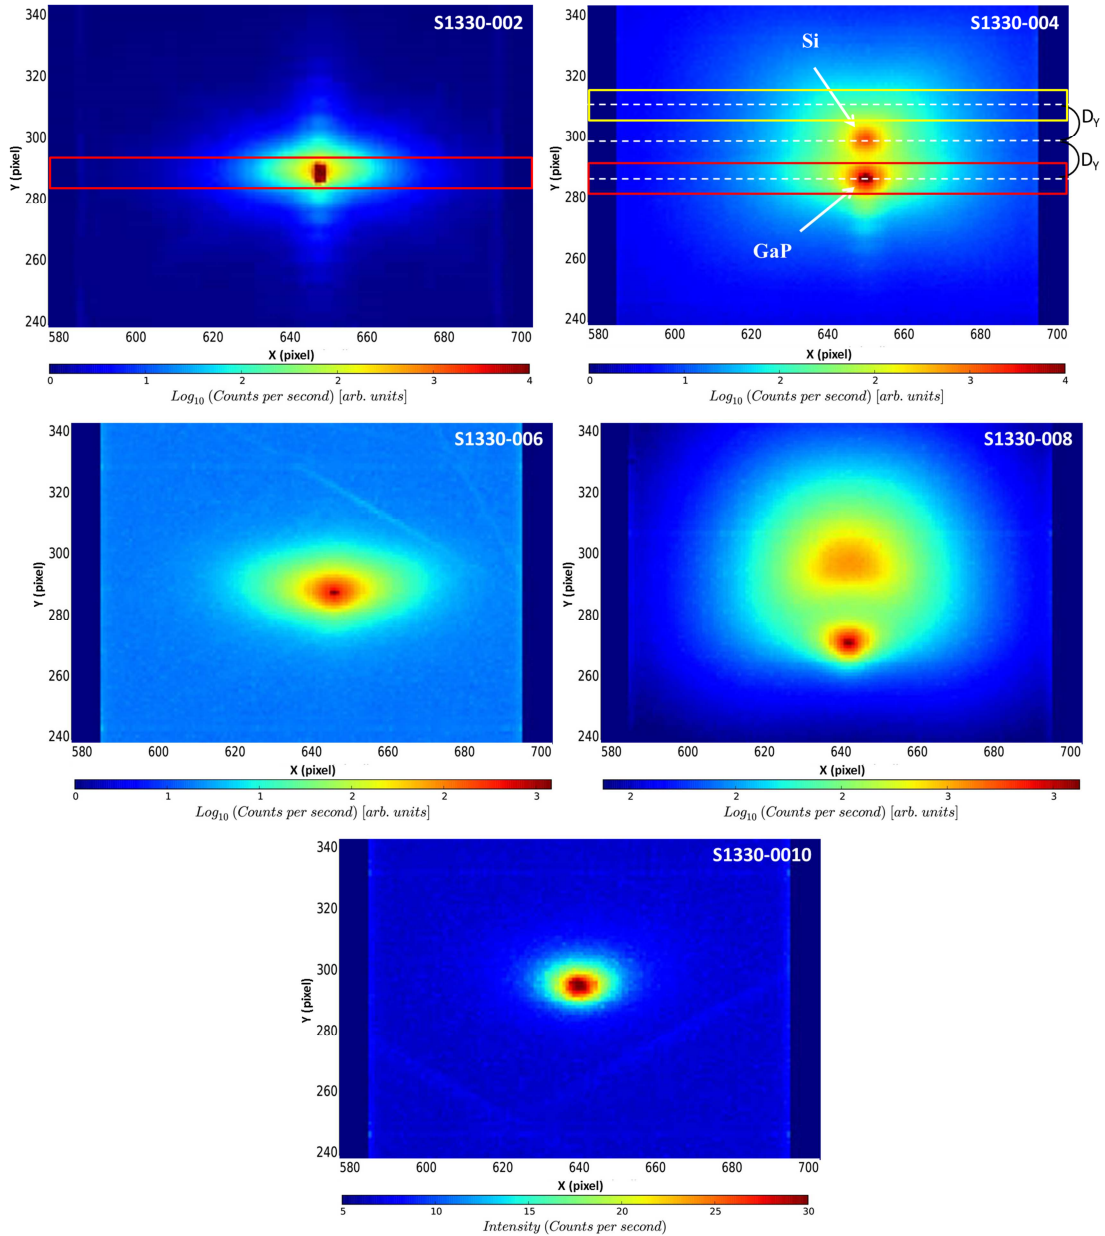 S1330-002
340
320
300
280
260
240
Y (pixel)
580 600 620 640 660 680 700
X (pixel)
0 1 2 2 3 4
Log10 (Counts per second) [arb. units]
S1330-004
Si
GaP
DY
DY
340
320
300
280
260
240
Y (pixel)
580 600 620 640 660 680 700
X (pixel)
0 1 2 2 3 4
Log10 (Counts per second) [arb. units]
S1330-006
340
320
300
280
260
240
Y (pixel)
580 600 620 640 660 680 700
X (pixel)
0 1 1 2 2 3
Log10 (Counts per second) [arb. units]
S1330-008
340
320
300
280
260
240
Y (pixel)
580 600 620 640 660 680 700
X (pixel)
2 2 2 3 3
Log10 (Counts per second) [arb. units]
S1330-0010
340
320
300
280
260
240
Y (pixel)
580 600 620 640 660 680 700
X (pixel)
5 10 15 20 25 30
Intensity (Counts per second)